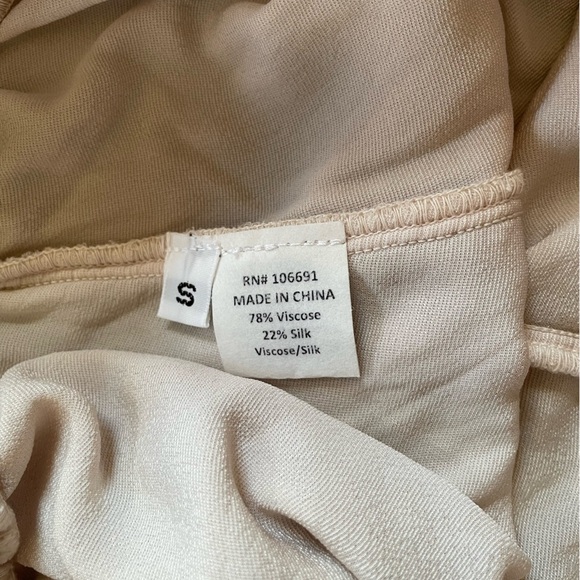 S
RN# 106691
MADE IN CHINA
78% Viscose
22% Silk
Viscose/Silk